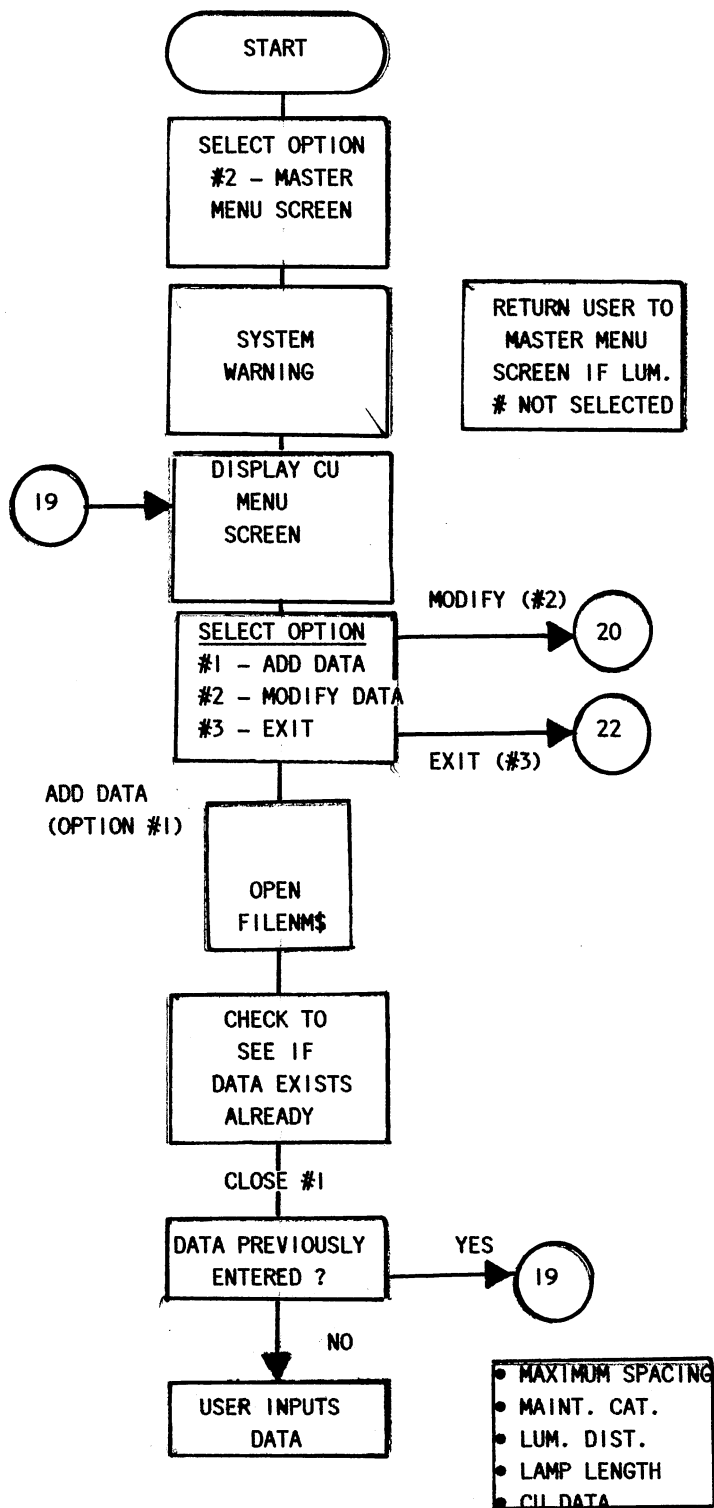 START
SELECT OPTION
#2 - MASTER
MENU SCREEN
SYSTEM
WARNING
RETURN USER TO
MASTER MENU
SCREEN IF LUM.
# NOT SELECTED
DISPLAY CU
MENU
SCREEN
19
SELECT OPTION
#1 - ADD DATA
#2 - MODIFY DATA
#3 - EXIT
MODIFY (#2)
20
EXIT (#3)
22
ADD DATA
(OPTION #1)
OPEN
FILENM$
CHECK TO
SEE IF
DATA EXISTS
ALREADY
CLOSE #1
DATA PREVIOUSLY
ENTERED ?
YES
19
NO
USER INPUTS
DATA
• MAXIMUM SPACING
• MAINT. CAT.
• LUM. DIST.
• LAMP LENGTH
• CU DATA